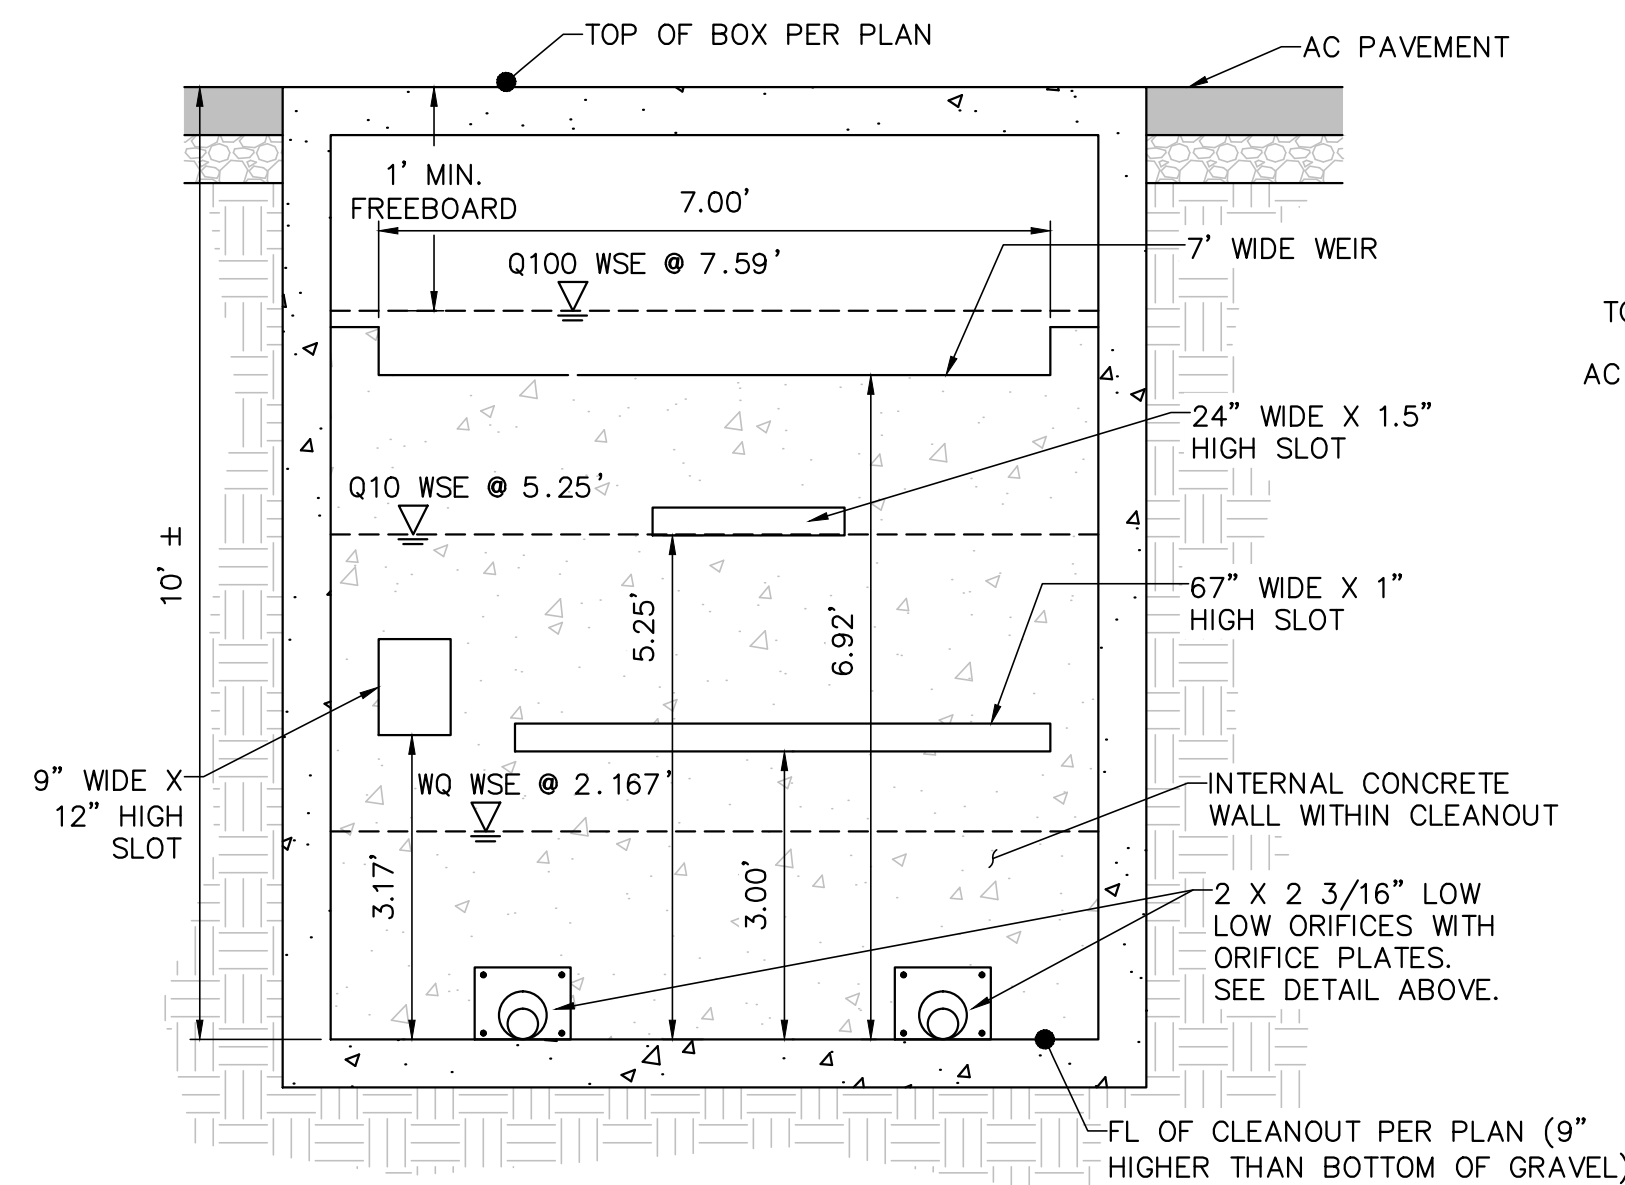 TOP OF BOX PER PLAN
AC PAVEMENT
1' MIN.
FREEBOARD
7.00'
7' WIDE WEIR
Q100 WSE @ 7.59'
TO
AC
24" WIDE X 1.5"
HIGH SLOT
Q10 WSE @ 5.25'
10' ±
5.25'
6.92'
67" WIDE X 1"
HIGH SLOT
9" WIDE X
12" HIGH
SLOT
WQ WSE @ 2.167'
INTERNAL CONCRETE
WALL WITHIN CLEANOUT
3.17'
3.00'
2 X 2 3/16" LOW
LOW ORIFICES WITH
ORIFICE PLATES.
SEE DETAIL ABOVE.
FL OF CLEANOUT PER PLAN (9"
HIGHER THAN BOTTOM OF GRAVEL)